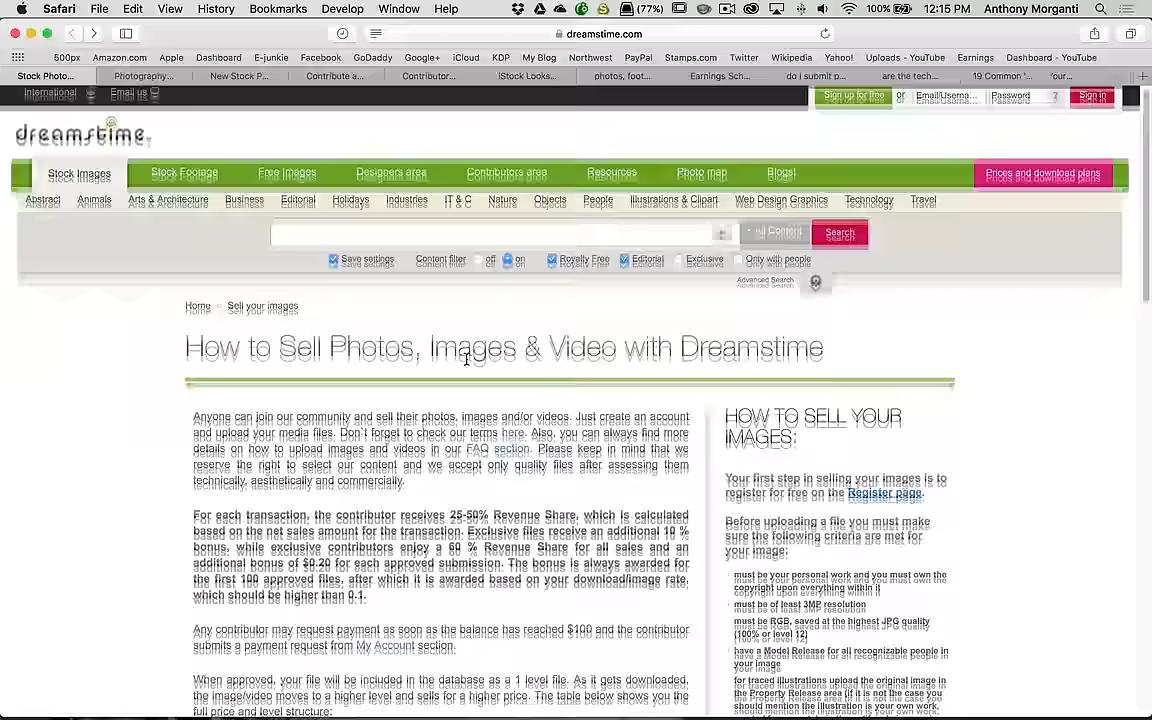 Safari File Edit View History Bookmarks Develop Window Help (77%) 100% 12:15 PM Anthony Morganti
dreamstime.com
500px Amazon.com Apple Dashboard E-junkie Facebook GoDaddy Google+ iCloud KDP My Blog Northwest PayPal Stamps.com Twitter Wikipedia Yahoo! Uploads - YouTube Earnings Dashboard - YouTube
Stock Photo... Photography... New Stock P... Contribute a... Contributor... iStock Looks... photos, foot... Earnings Sch... do i submit p... are the tech... 19 Common '... 'your...
International Email us Sign up for free or Email/Userna... Password ? Sign in
dreamstime
Stock Images Stock Footage Free Images Designers area Contributors area Resources Photo map Blogs! Prices and download plans
Abstract Animals Arts & Architecture Business Editorial Holidays Industries IT & C Nature Objects People Illustrations & Clipart Web Design Graphics Technology Travel
All Content Search
Save settings Content filter off on Royalty Free Editorial Exclusive Only with people
Advanced Search
Home Sell your images
How to Sell Photos, Images & Video with Dreamstime
Anyone can join our community and sell their photos, images and/or videos. Just create an account
and upload your media files. Don't forget to check our terms here. Also, you can always find more
details on how to upload images and videos in our FAQ section. Please keep in mind that we
reserve the right to select our content and we accept only quality files after assessing them
technically, aesthetically and commercially.
For each transaction, the contributor receives 25-50% Revenue Share, which is calculated
based on the net sales amount for the transaction. Exclusive files receive an additional 10 %
bonus, while exclusive contributors enjoy a 60 % Revenue Share for all sales and an
additional bonus of $0.20 for each approved submission. The bonus is always awarded for
the first 100 approved files, after which it is awarded based on your download/image rate,
which should be higher than 0.1.
Any contributor may request payment as soon as the balance has reached $100 and the contributor
submits a payment request from My Account section.
When approved, your file will be included in the database as a 1 level file. As it gets downloaded,
the image/video moves to a higher level and sells for a higher price. The table below shows you the
full price and level structure:
HOW TO SELL YOUR
IMAGES:
Your first step in selling your images is to
register for free on the Register page.
Before uploading a file you must make
sure the following criteria are met for
your image:
must be your personal work and you must own the
copyright upon everything within it
must be of least 3MP resolution
must be RGB, saved at the highest JPG quality
(100% or level 12)
have a Model Release for all recognizable people in
your image
for traced illustrations upload the original image in
the Property Release area (if it is not the case you
should mention the illustration is your own work,